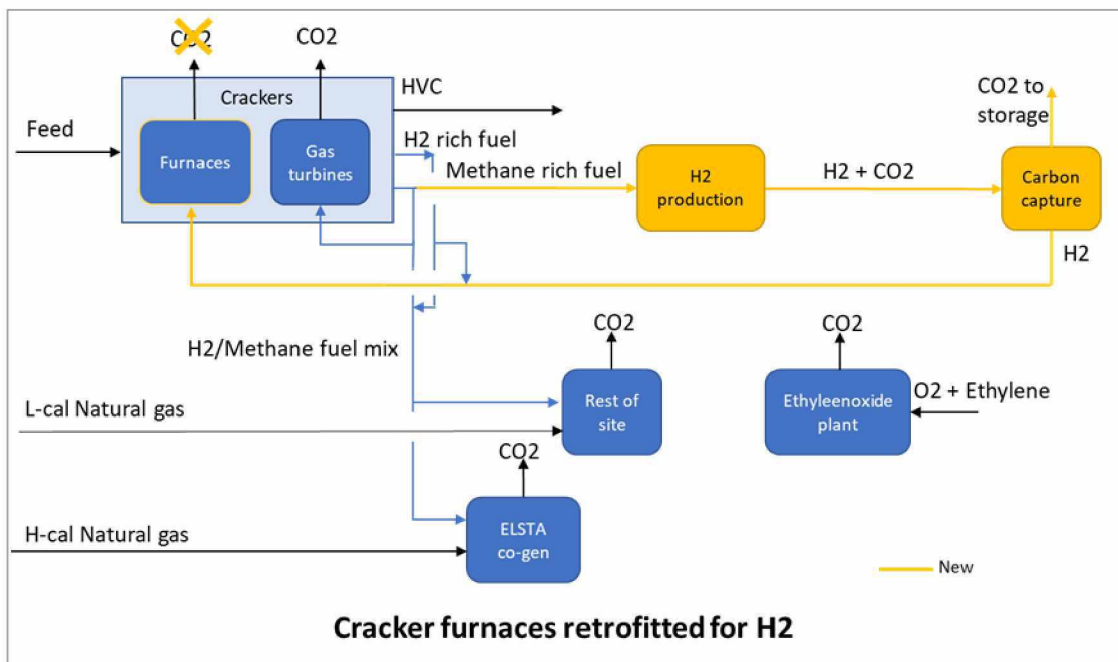 CO2
CO2
Crackers
HVC
Feed
Furnaces
Gas
turbines
H2 rich fuel
Methane rich fuel
H2
production
H2 + CO2
CO2 to
storage
Carbon
capture
H2
H2/Methane fuel mix
CO2
CO2
L-cal Natural gas
Rest of
site
Ethyleenoxide
plant
O2 + Ethylene
CO2
H-cal Natural gas
ELSTA
co-gen
New
Cracker furnaces retrofitted for H2